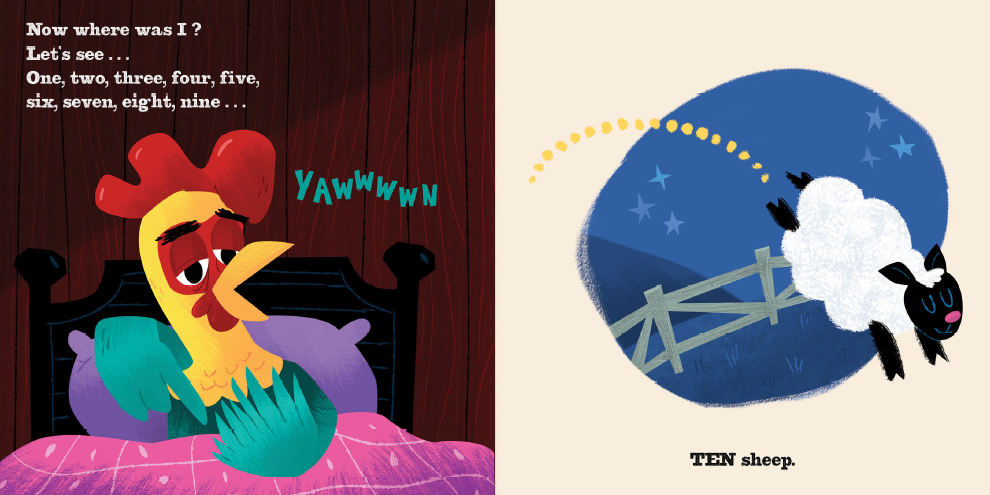 Now where was I ?
Let's see ...
One, two, three, four, five,
six, seven, eight, nine ...
YAWWWWN
TEN sheep.